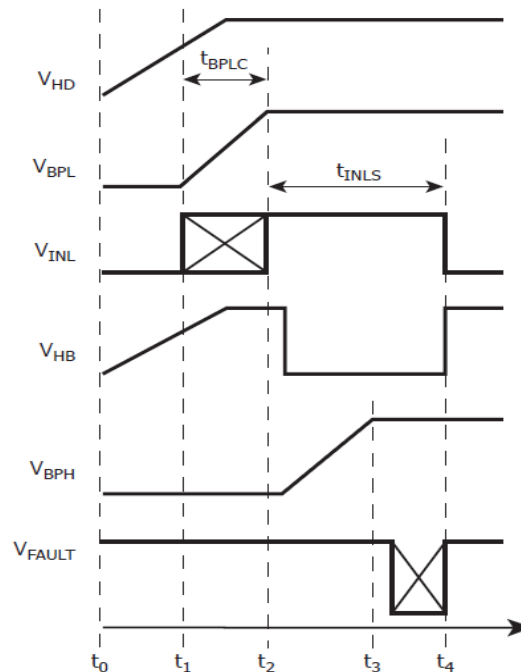 V_HD
t_BPLC
V_BPL
t_INLS
V_INL
V_HB
V_BPH
V_FAULT
t_0 t_1 t_2 t_3 t_4